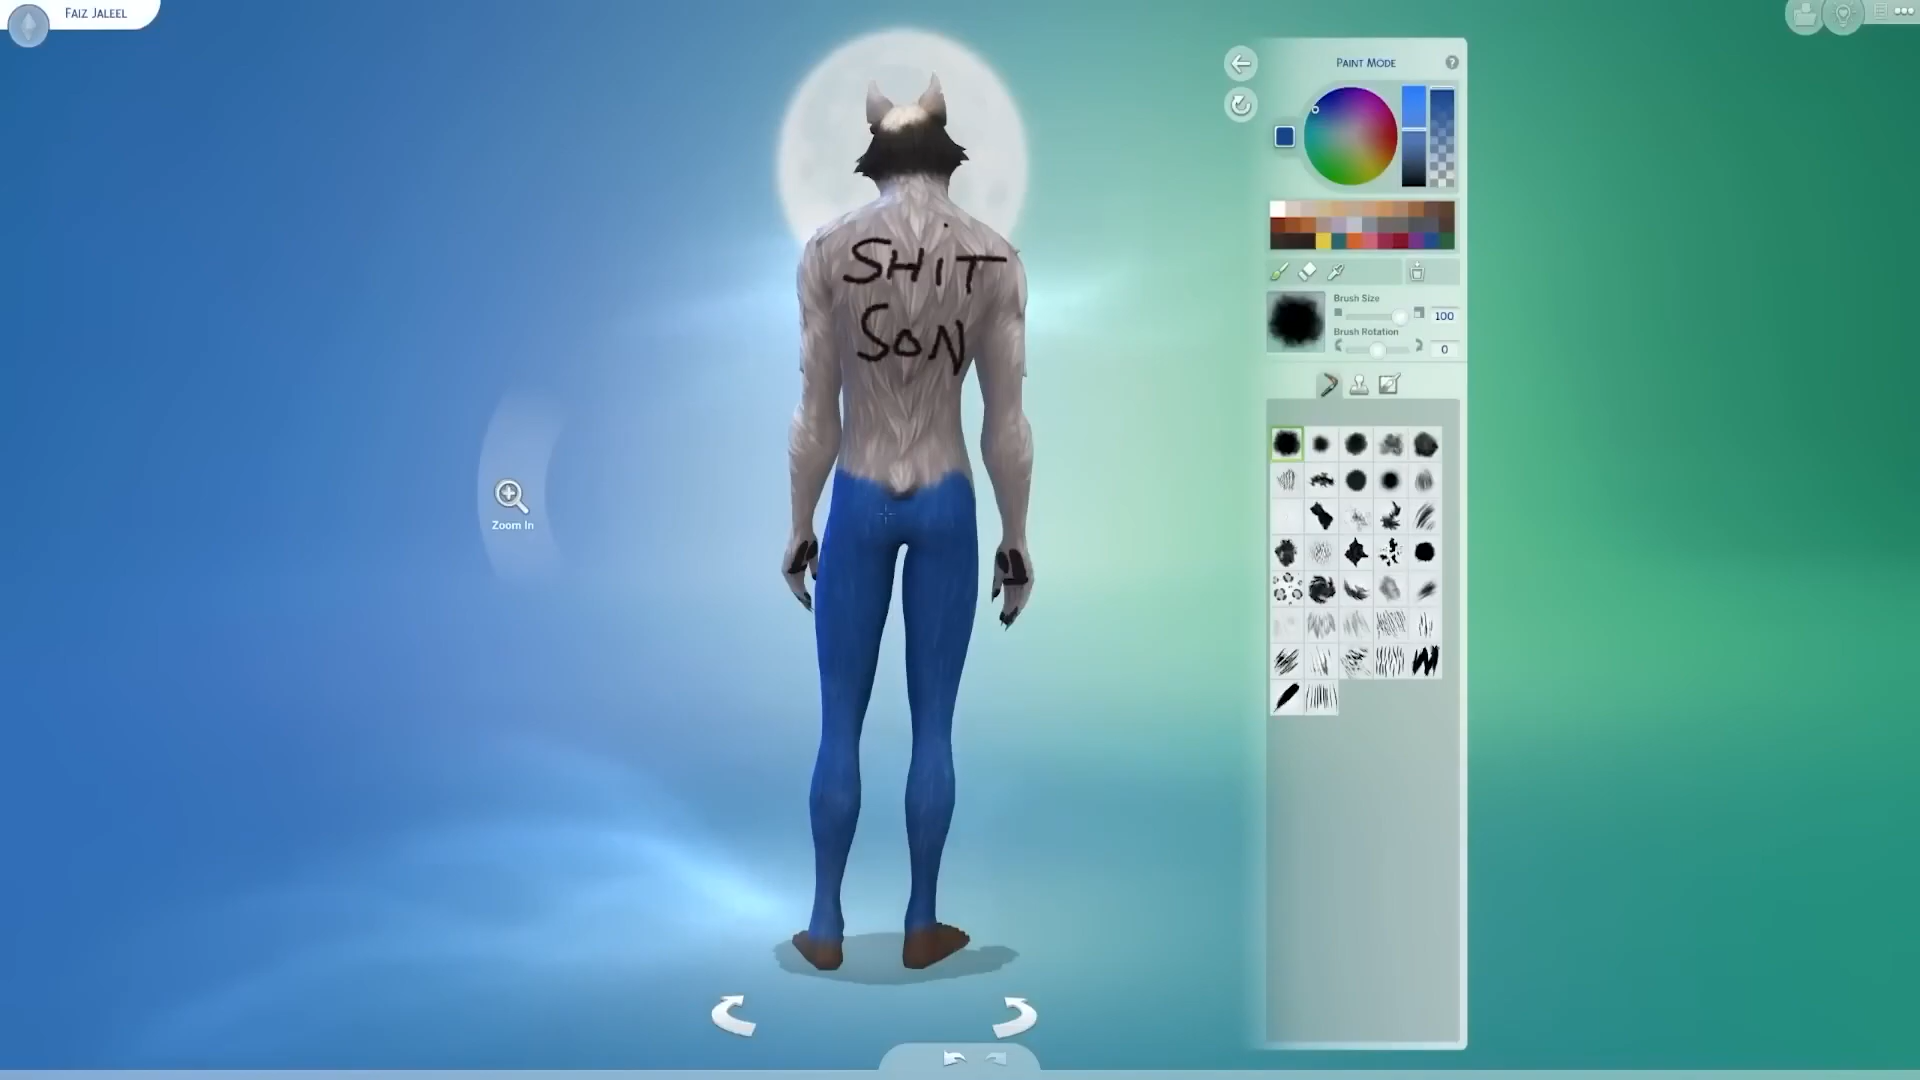 FAIZ JALEEL
PAINT MODE
?
SHIT
SON
Brush Size
100
Brush Rotation
0
Zoom In